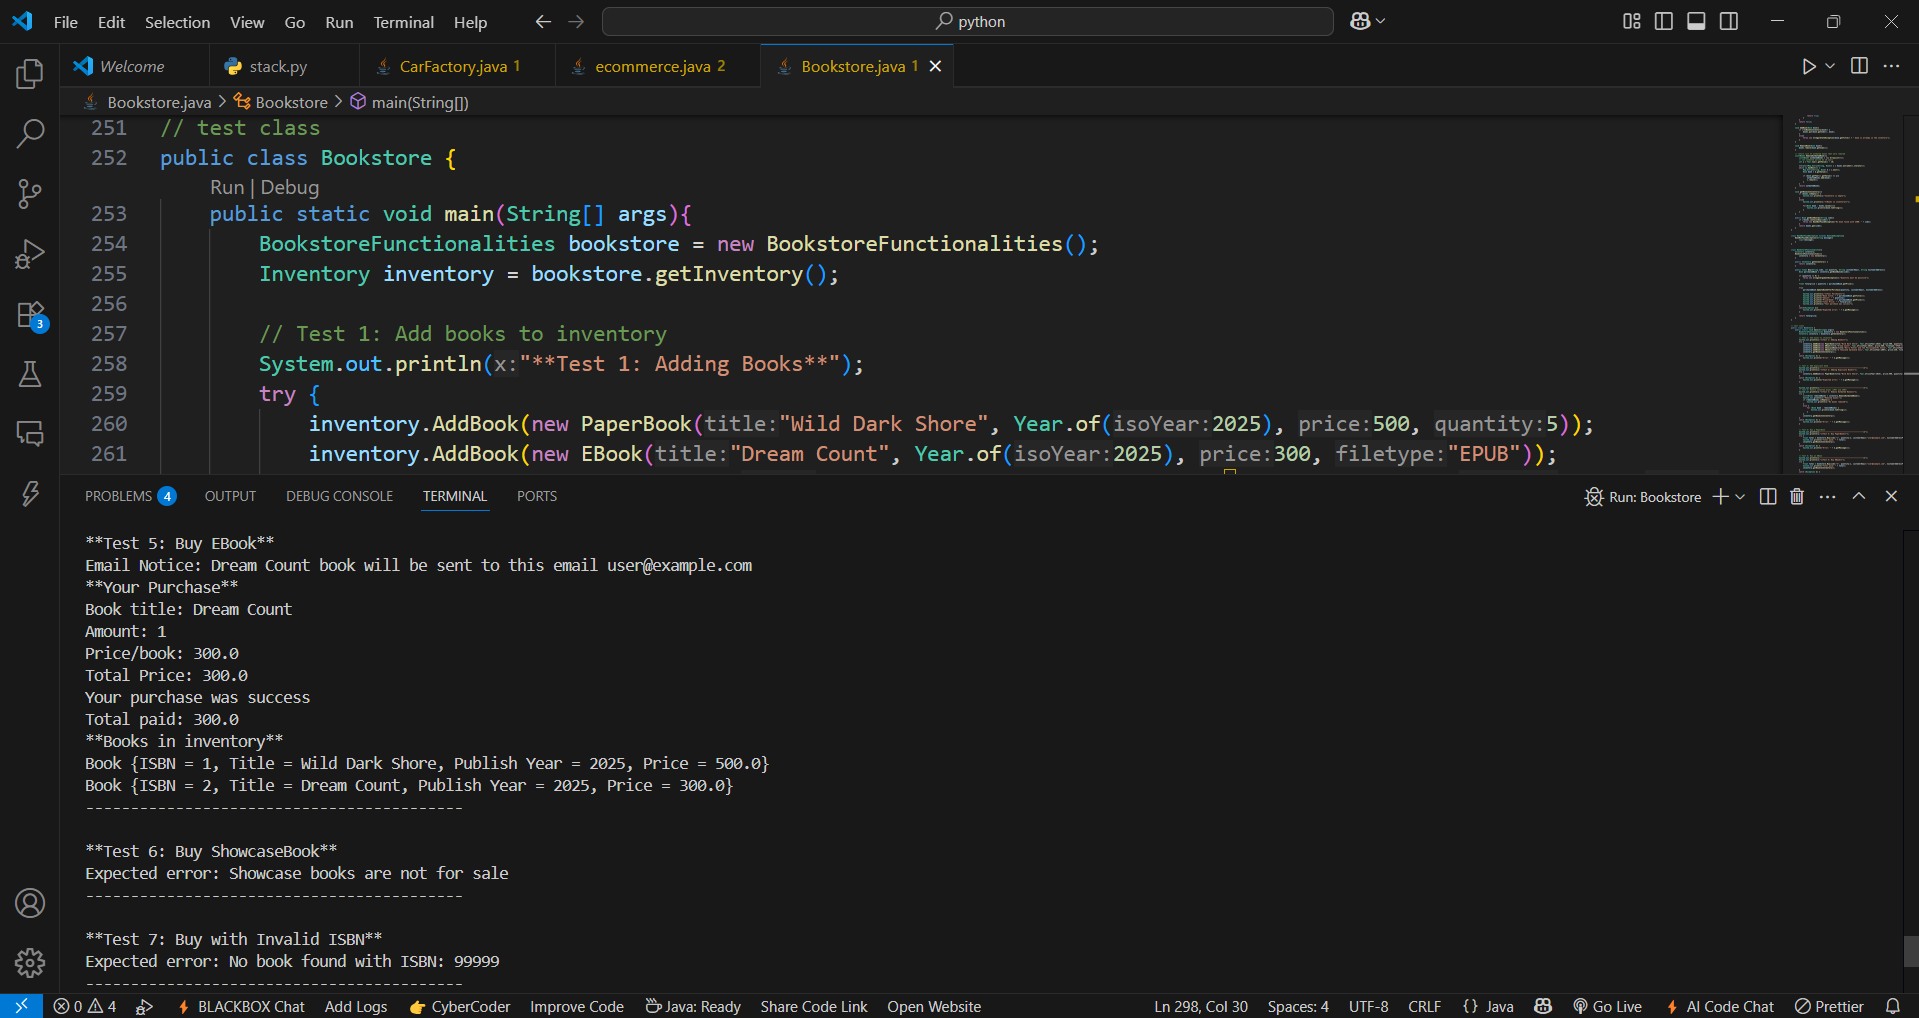 File Edit Selection View Go Run Terminal Help
python
Welcome
stack.py
CarFactory.java 1
ecommerce.java 2
Bookstore.java 1
Bookstore.java > Bookstore > main(String[])
251 // test class
252 public class Bookstore {
Run | Debug
253 public static void main(String[] args){
254 BookstoreFunctionalities bookstore = new BookstoreFunctionalities();
255 Inventory inventory = bookstore.getInventory();
256
257 // Test 1: Add books to inventory
258 System.out.println(x:"**Test 1: Adding Books**");
259 try {
260 inventory.AddBook(new PaperBook(title:"Wild Dark Shore", Year.of(isoYear:2025), price:500, quantity:5));
261 inventory.AddBook(new EBook(title:"Dream Count", Year.of(isoYear:2025), price:300, filetype:"EPUB"));
3
PROBLEMS 4 OUTPUT DEBUG CONSOLE TERMINAL PORTS
Run: Bookstore
**Test 5: Buy EBook**
Email Notice: Dream Count book will be sent to this email user@example.com
**Your Purchase**
Book title: Dream Count
Amount: 1
Price/book: 300.0
Total Price: 300.0
Your purchase was success
Total paid: 300.0
**Books in inventory**
Book {ISBN = 1, Title = Wild Dark Shore, Publish Year = 2025, Price = 500.0}
Book {ISBN = 2, Title = Dream Count, Publish Year = 2025, Price = 300.0}
------------------------------------------
**Test 6: Buy ShowcaseBook**
Expected error: Showcase books are not for sale
------------------------------------------
**Test 7: Buy with Invalid ISBN**
Expected error: No book found with ISBN: 99999
------------------------------------------
0 4 BLACKBOX Chat Add Logs CyberCoder Improve Code Java: Ready Share Code Link Open Website Ln 298, Col 30 Spaces: 4 UTF-8 CRLF {} Java Go Live AI Code Chat Prettier